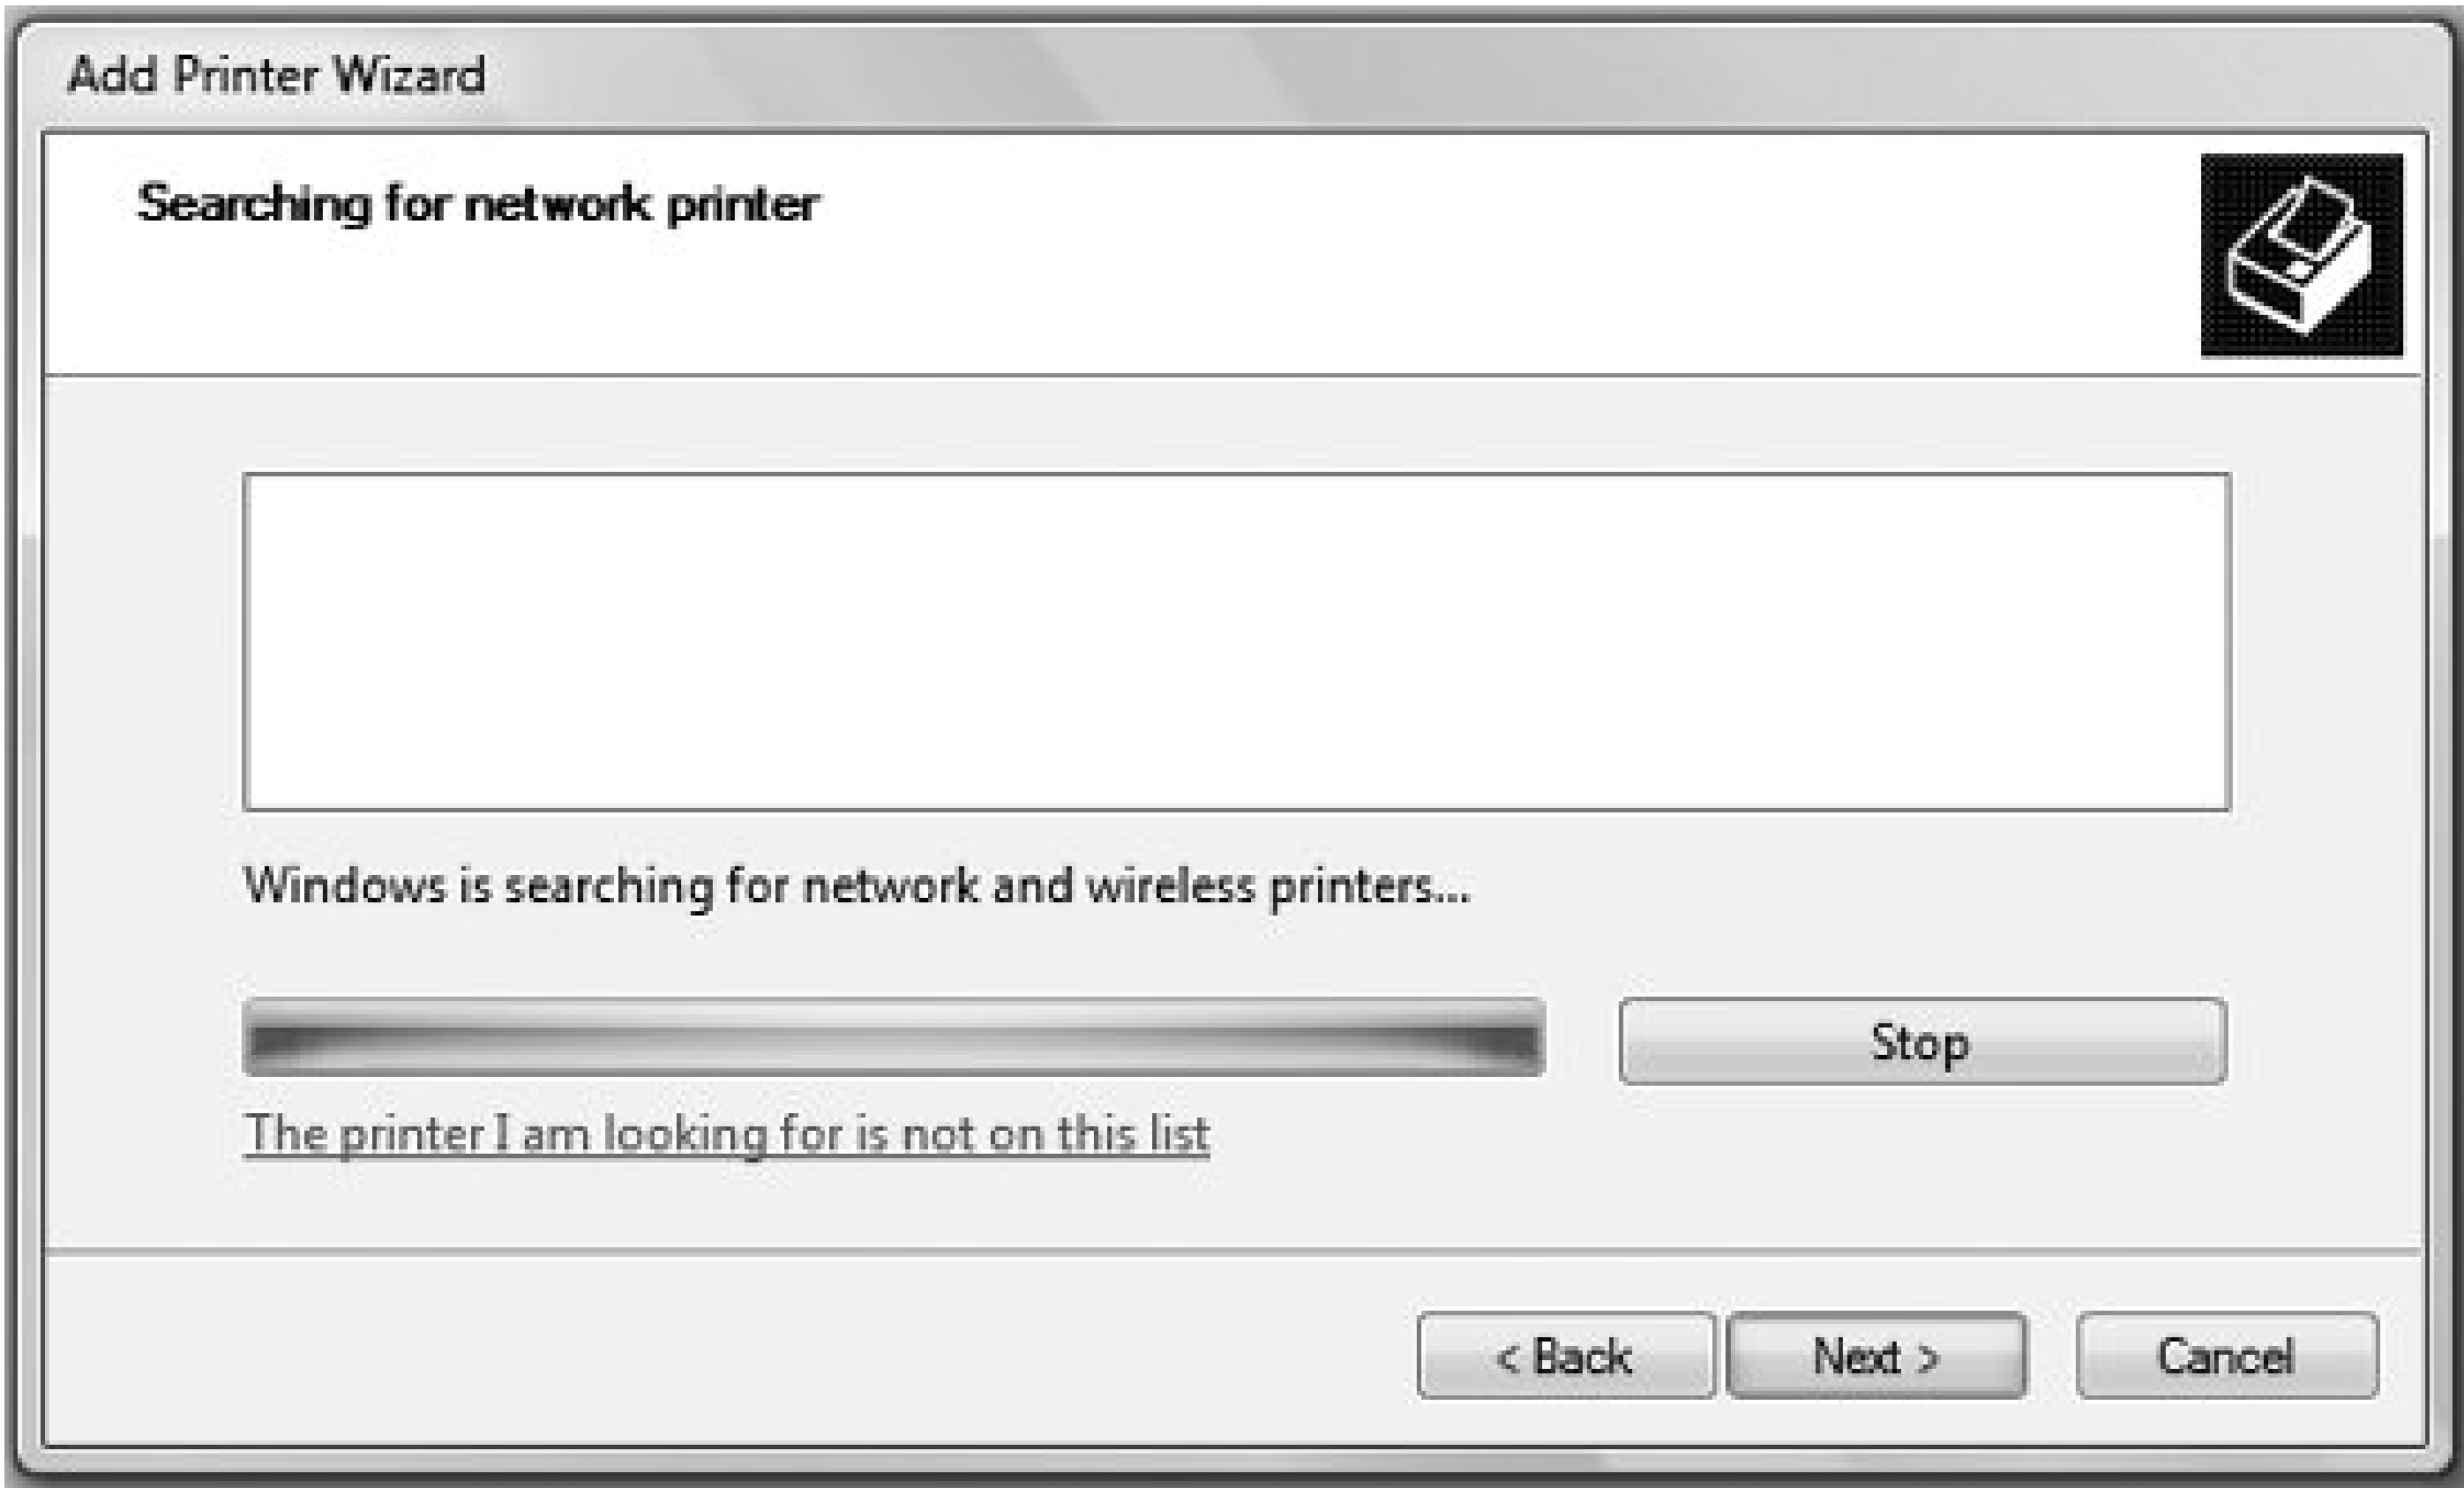 Add Printer Wizard
Searching for network printer
Windows is searching for network and wireless printers...
Stop
The printer I am looking for is not on this list
< Back
Next >
Cancel